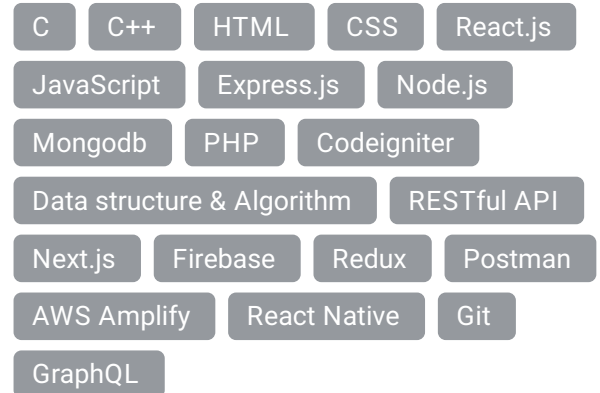 C C++ HTML CSS React.js
JavaScript Express.js Node.js
Mongodb PHP Codeigniter
Data structure & Algorithm RESTful API
Next.js Firebase Redux Postman
AWS Amplify React Native Git
GraphQL